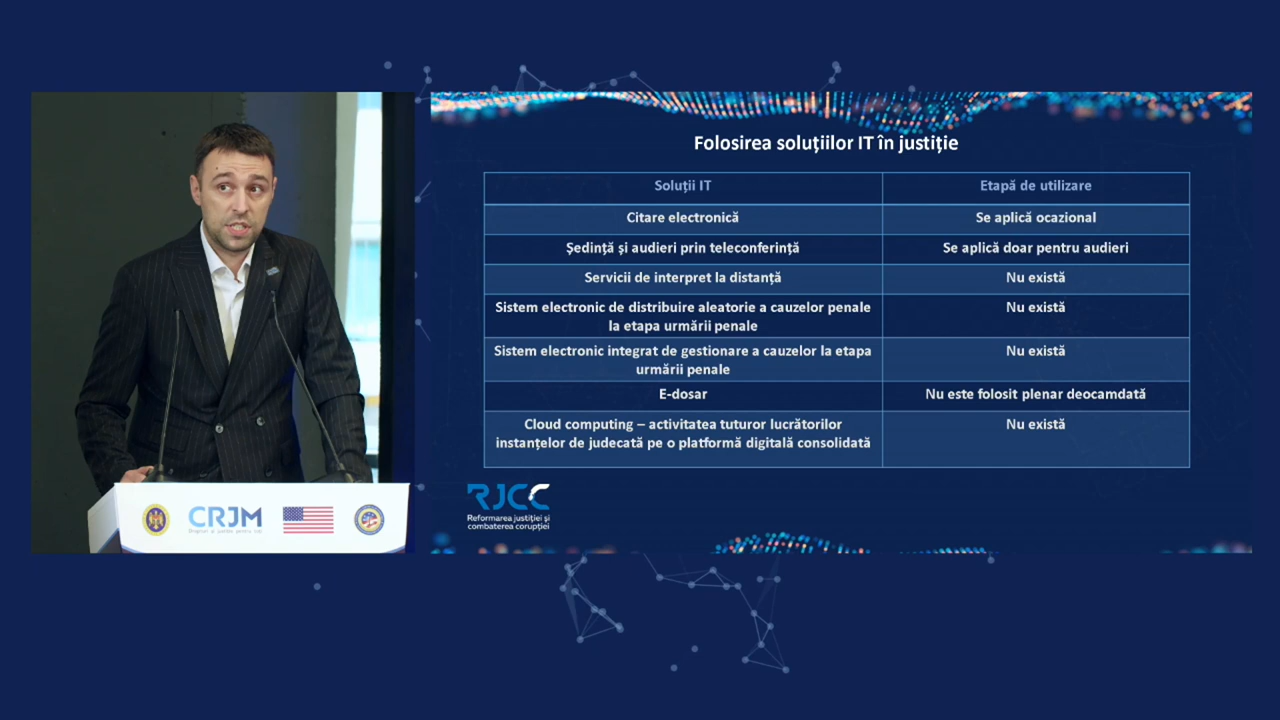 Folosirea soluțiilor IT în justiție
Soluții IT
Etapă de utilizare
Citare electronică
Se aplică ocazional
Ședință și audieri prin teleconferință
Se aplică doar pentru audieri
Servicii de interpret la distanță
Nu există
Sistem electronic de distribuire aleatorie a cauzelor penale
la etapa urmării penale
Nu există
Sistem electronic integrat de gestionare a cauzelor la etapa
urmării penale
Nu există
E-dosar
Nu este folosit plenar deocamdată
Cloud computing – activitatea tuturor lucrătorilor
instanțelor de judecată pe o platformă digitală consolidată
Nu există
RJCC
Reformarea justiției și
combaterea corupției
CRJM